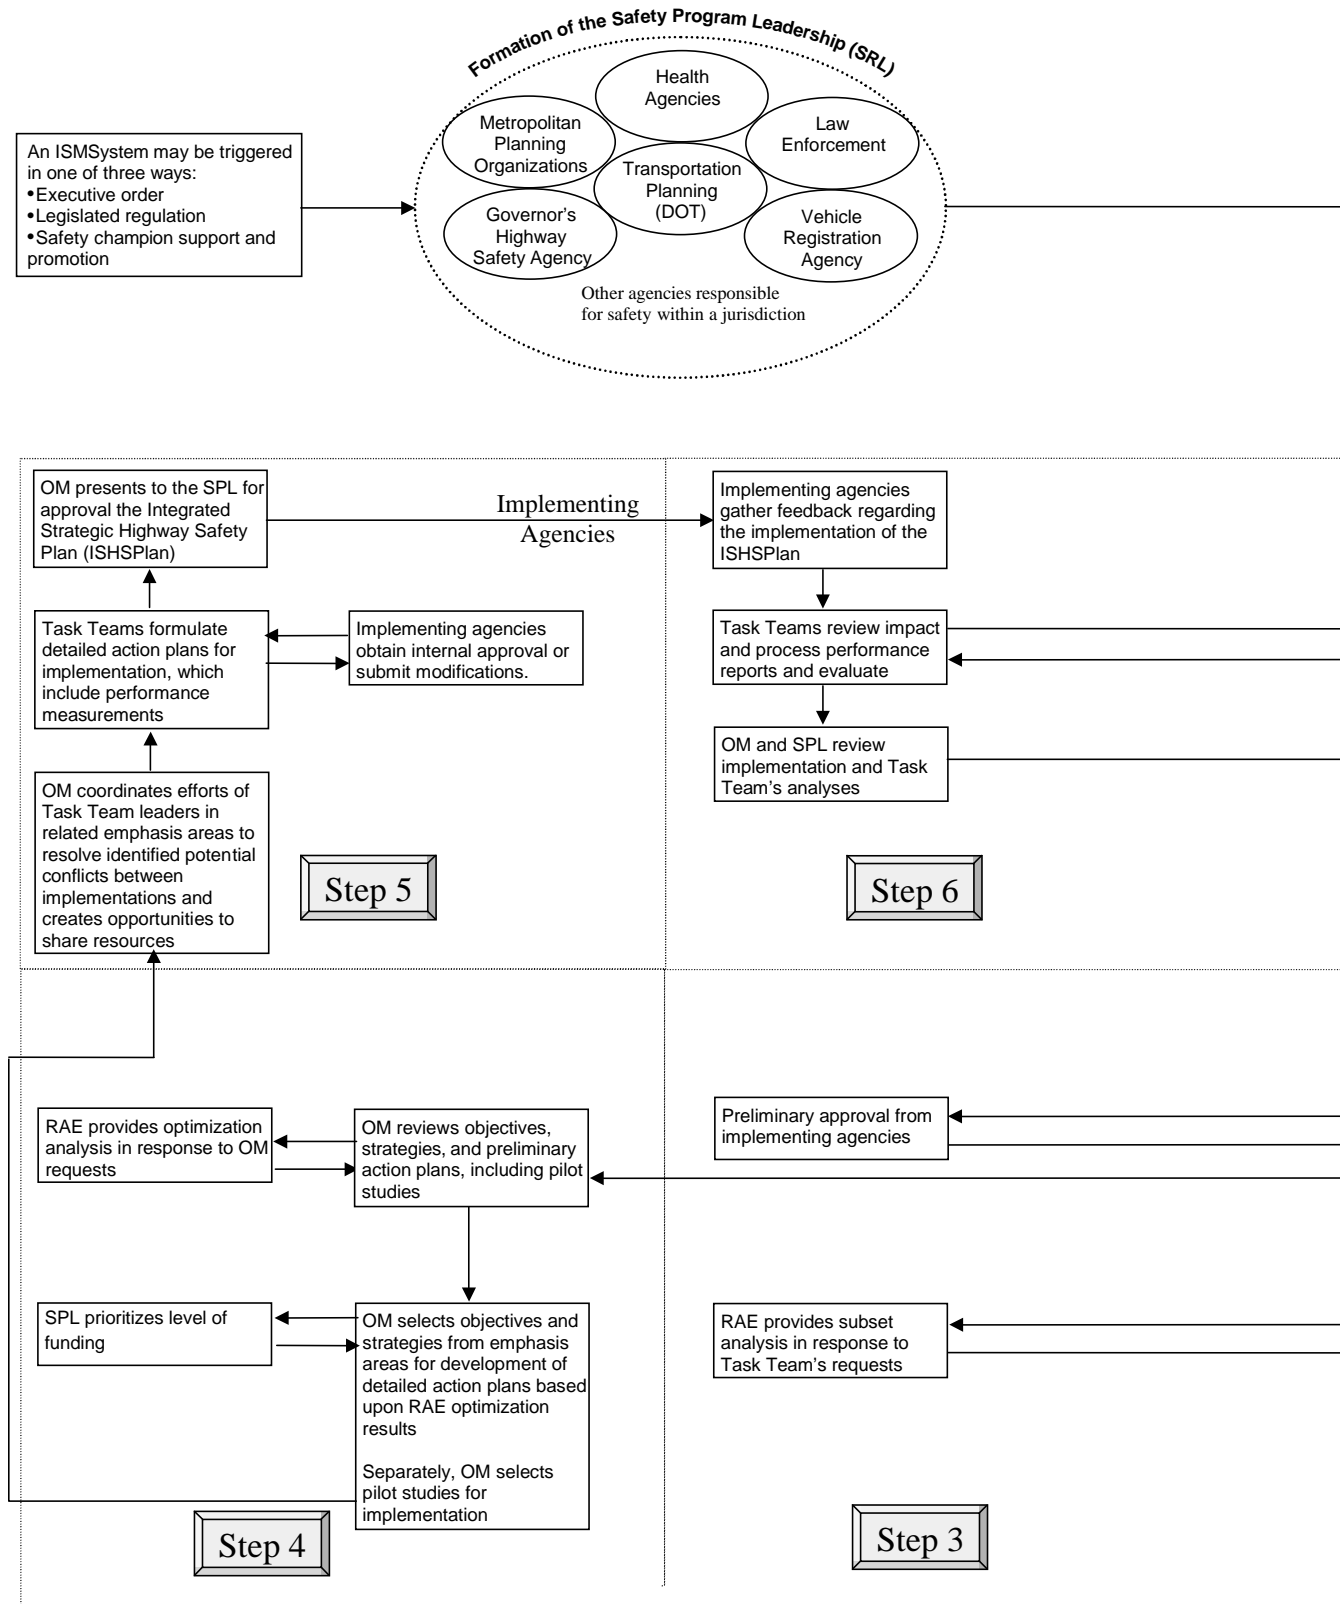 Formation of the Safety Program Leadership (SRL)
Health
Agencies
Metropolitan
Planning
Organizations
Law
Enforcement
Transportation
Planning
(DOT)
Governor's
Highway
Safety Agency
Vehicle
Registration
Agency
Other agencies responsible
for safety within a jurisdiction
An ISMSystem may be triggered
in one of three ways:
•Executive order
•Legislated regulation
•Safety champion support and
promotion
OM presents to the SPL for
approval the Integrated
Strategic Highway Safety
Plan (ISHSPlan)
Implementing
Agencies
Implementing agencies
gather feedback regarding
the implementation of the
ISHSPlan
Task Teams formulate
detailed action plans for
implementation, which
include performance
measurements
Implementing agencies
obtain internal approval or
submit modifications.
Task Teams review impact
and process performance
reports and evaluate
OM and SPL review
implementation and Task
Team's analyses
OM coordinates efforts of
Task Team leaders in
related emphasis areas to
resolve identified potential
conflicts between
implementations and
creates opportunities to
share resources
Step 5
Step 6
RAE provides optimization
analysis in response to OM
requests
OM reviews objectives,
strategies, and preliminary
action plans, including pilot
studies
Preliminary approval from
implementing agencies
SPL prioritizes level of
funding
OM selects objectives and
strategies from emphasis
areas for development of
detailed action plans based
upon RAE optimization
results
Separately, OM selects
pilot studies for
implementation
RAE provides subset
analysis in response to
Task Team's requests
Step 4
Step 3